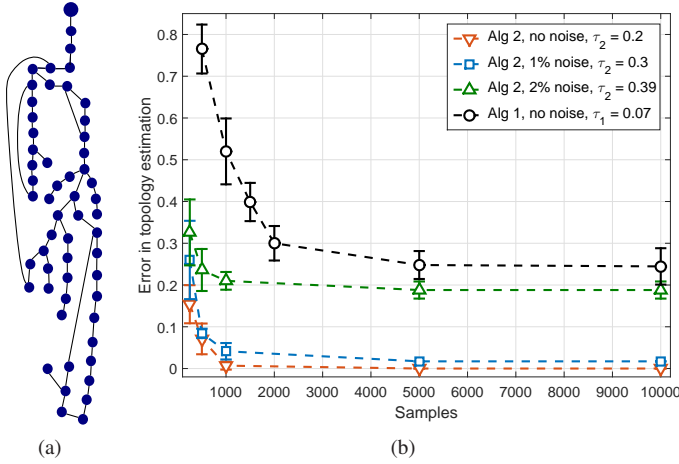 0.8
0.7
0.6
0.5
0.4
0.3
0.2
0.1
0
Error in topology estimation
Alg 2, no noise, τ2 = 0.2
Alg 2, 1% noise, τ2 = 0.3
Alg 2, 2% noise, τ2 = 0.39
Alg 1, no noise, τ1 = 0.07
1000 2000 3000 4000 5000 6000 7000 8000 9000 10000
Samples
(a) (b)